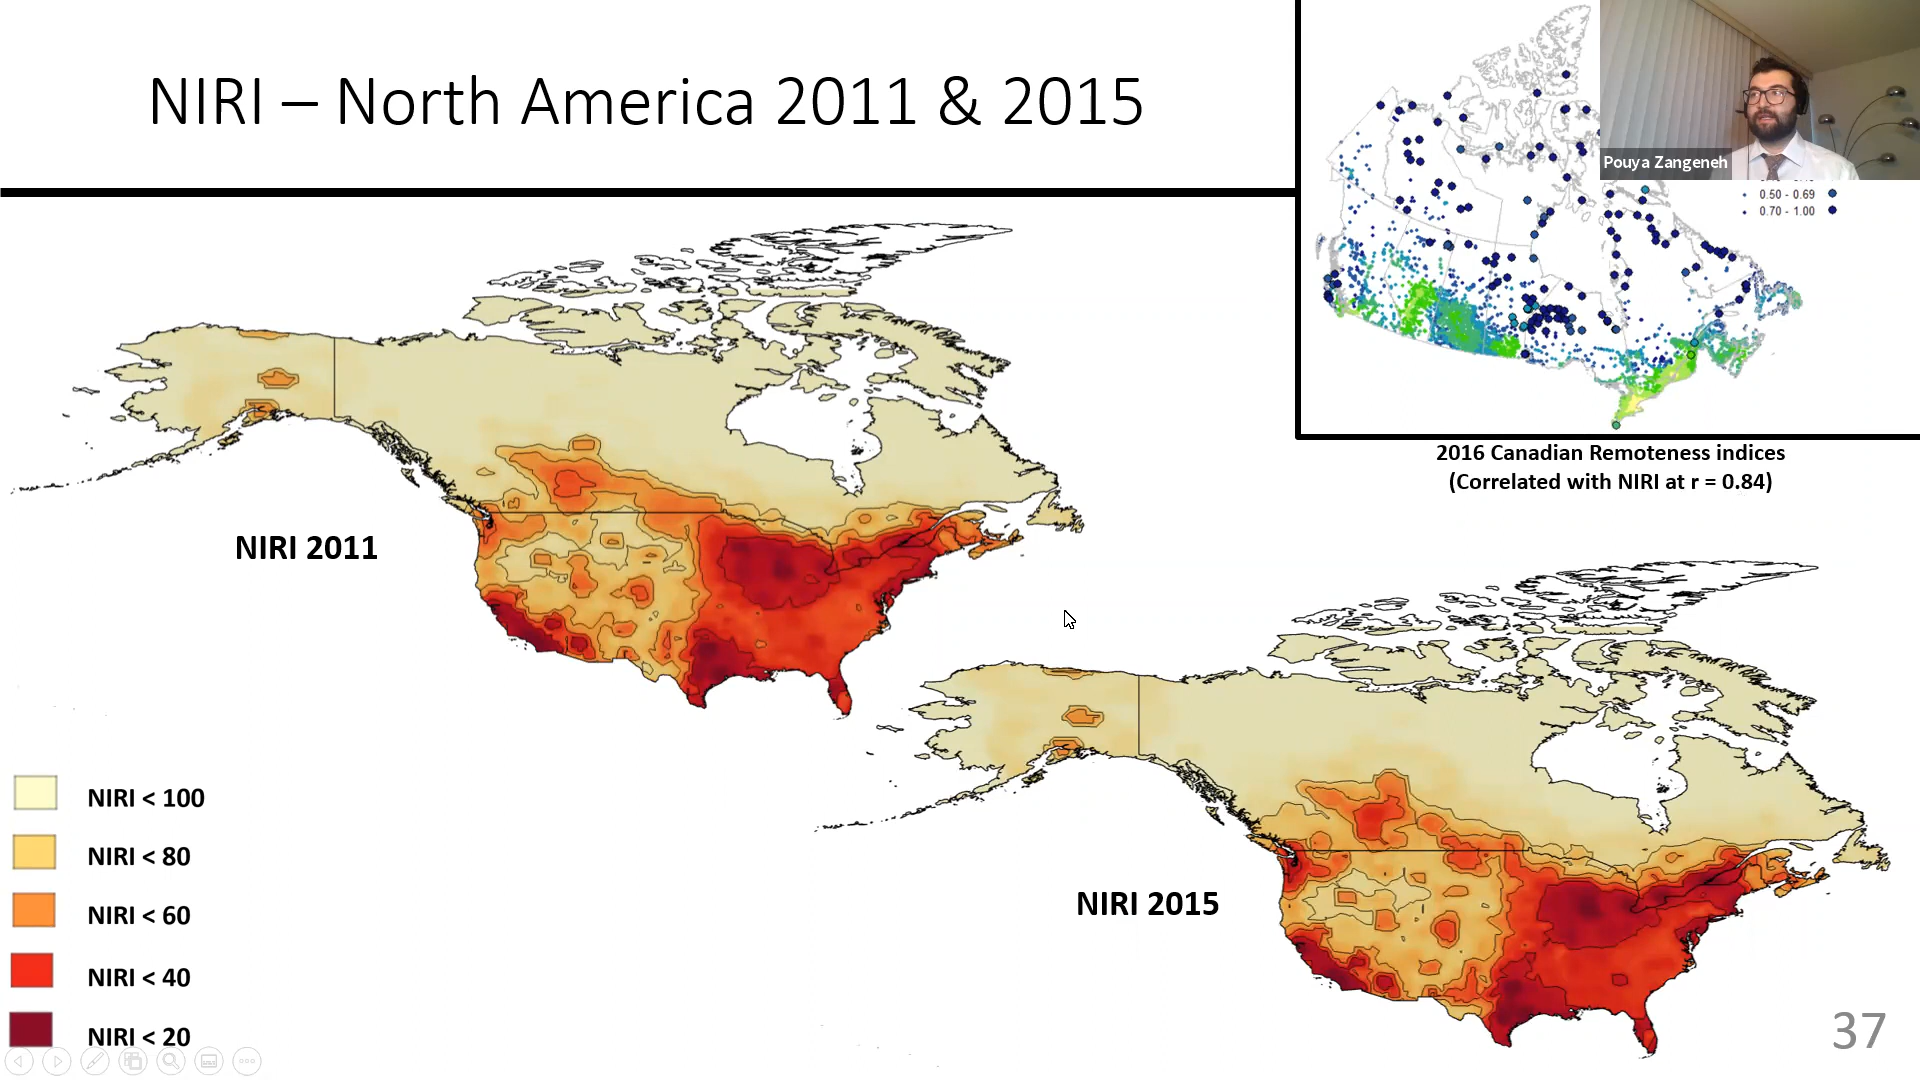 NIRI – North America 2011 & 2015
Pouya Zangeneh
0.50 - 0.69
0.70 - 1.00
2016 Canadian Remoteness indices
(Correlated with NIRI at r = 0.84)
NIRI 2011
NIRI 2015
NIRI < 100
NIRI < 80
NIRI < 60
NIRI < 40
NIRI < 20
37